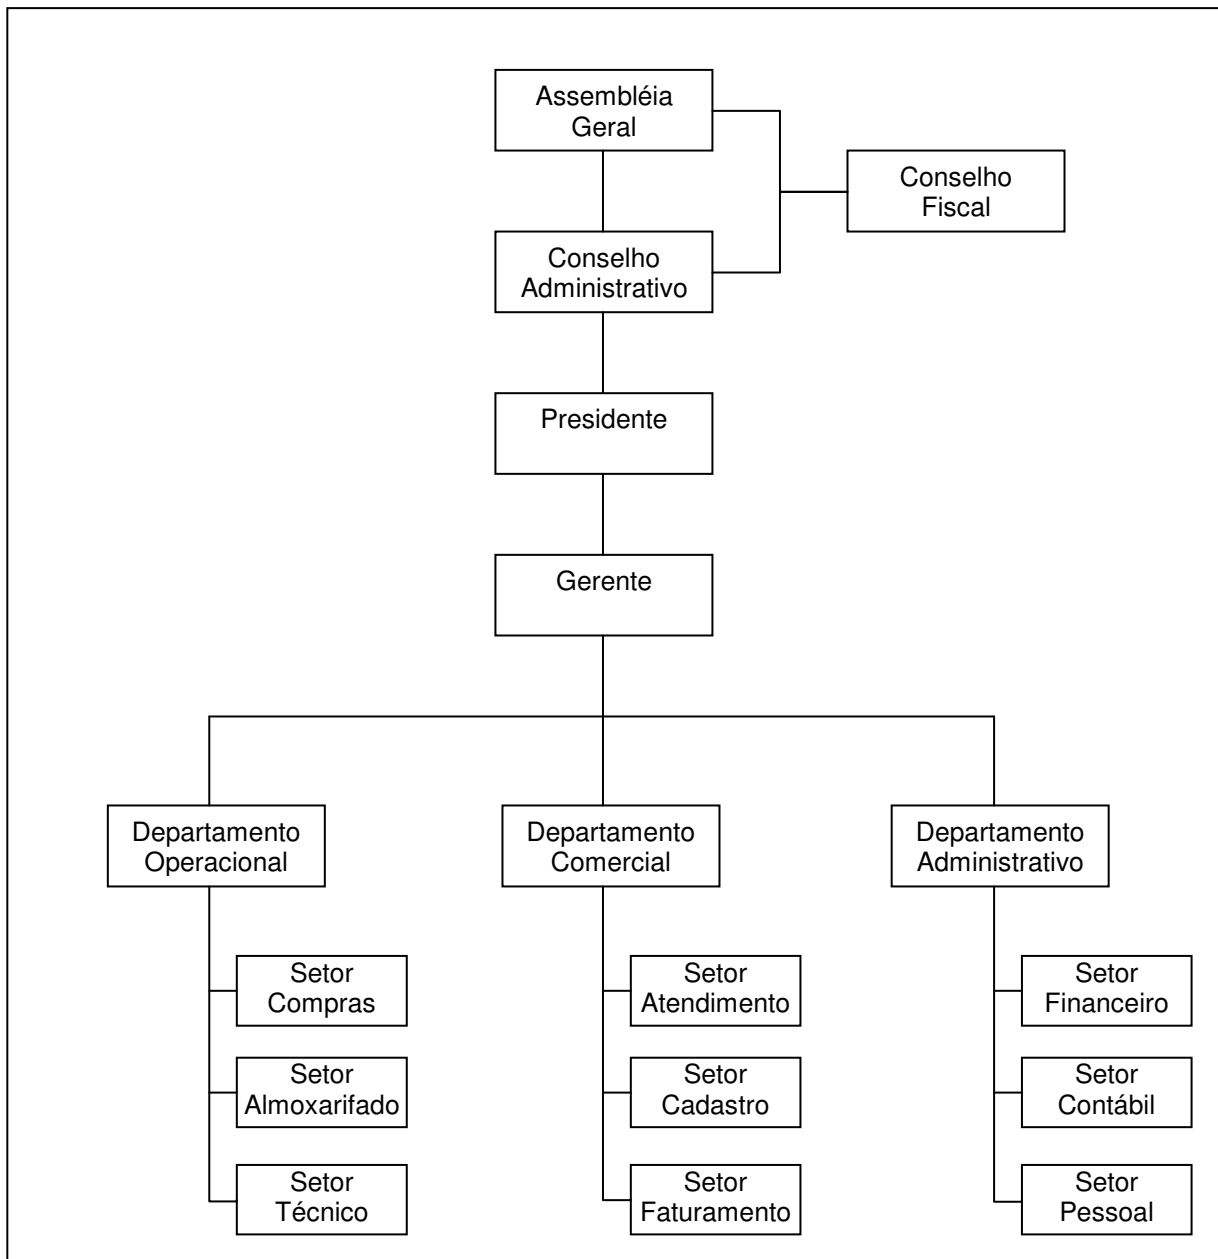 Assembléia
Geral
Conselho
Fiscal
Conselho
Administrativo
Presidente
Gerente
Departamento
Operacional
Departamento
Comercial
Departamento
Administrativo
Setor
Compras
Setor
Atendimento
Setor
Financeiro
Setor
Almoxarifado
Setor
Cadastro
Setor
Contábil
Setor
Técnico
Setor
Faturamento
Setor
Pessoal